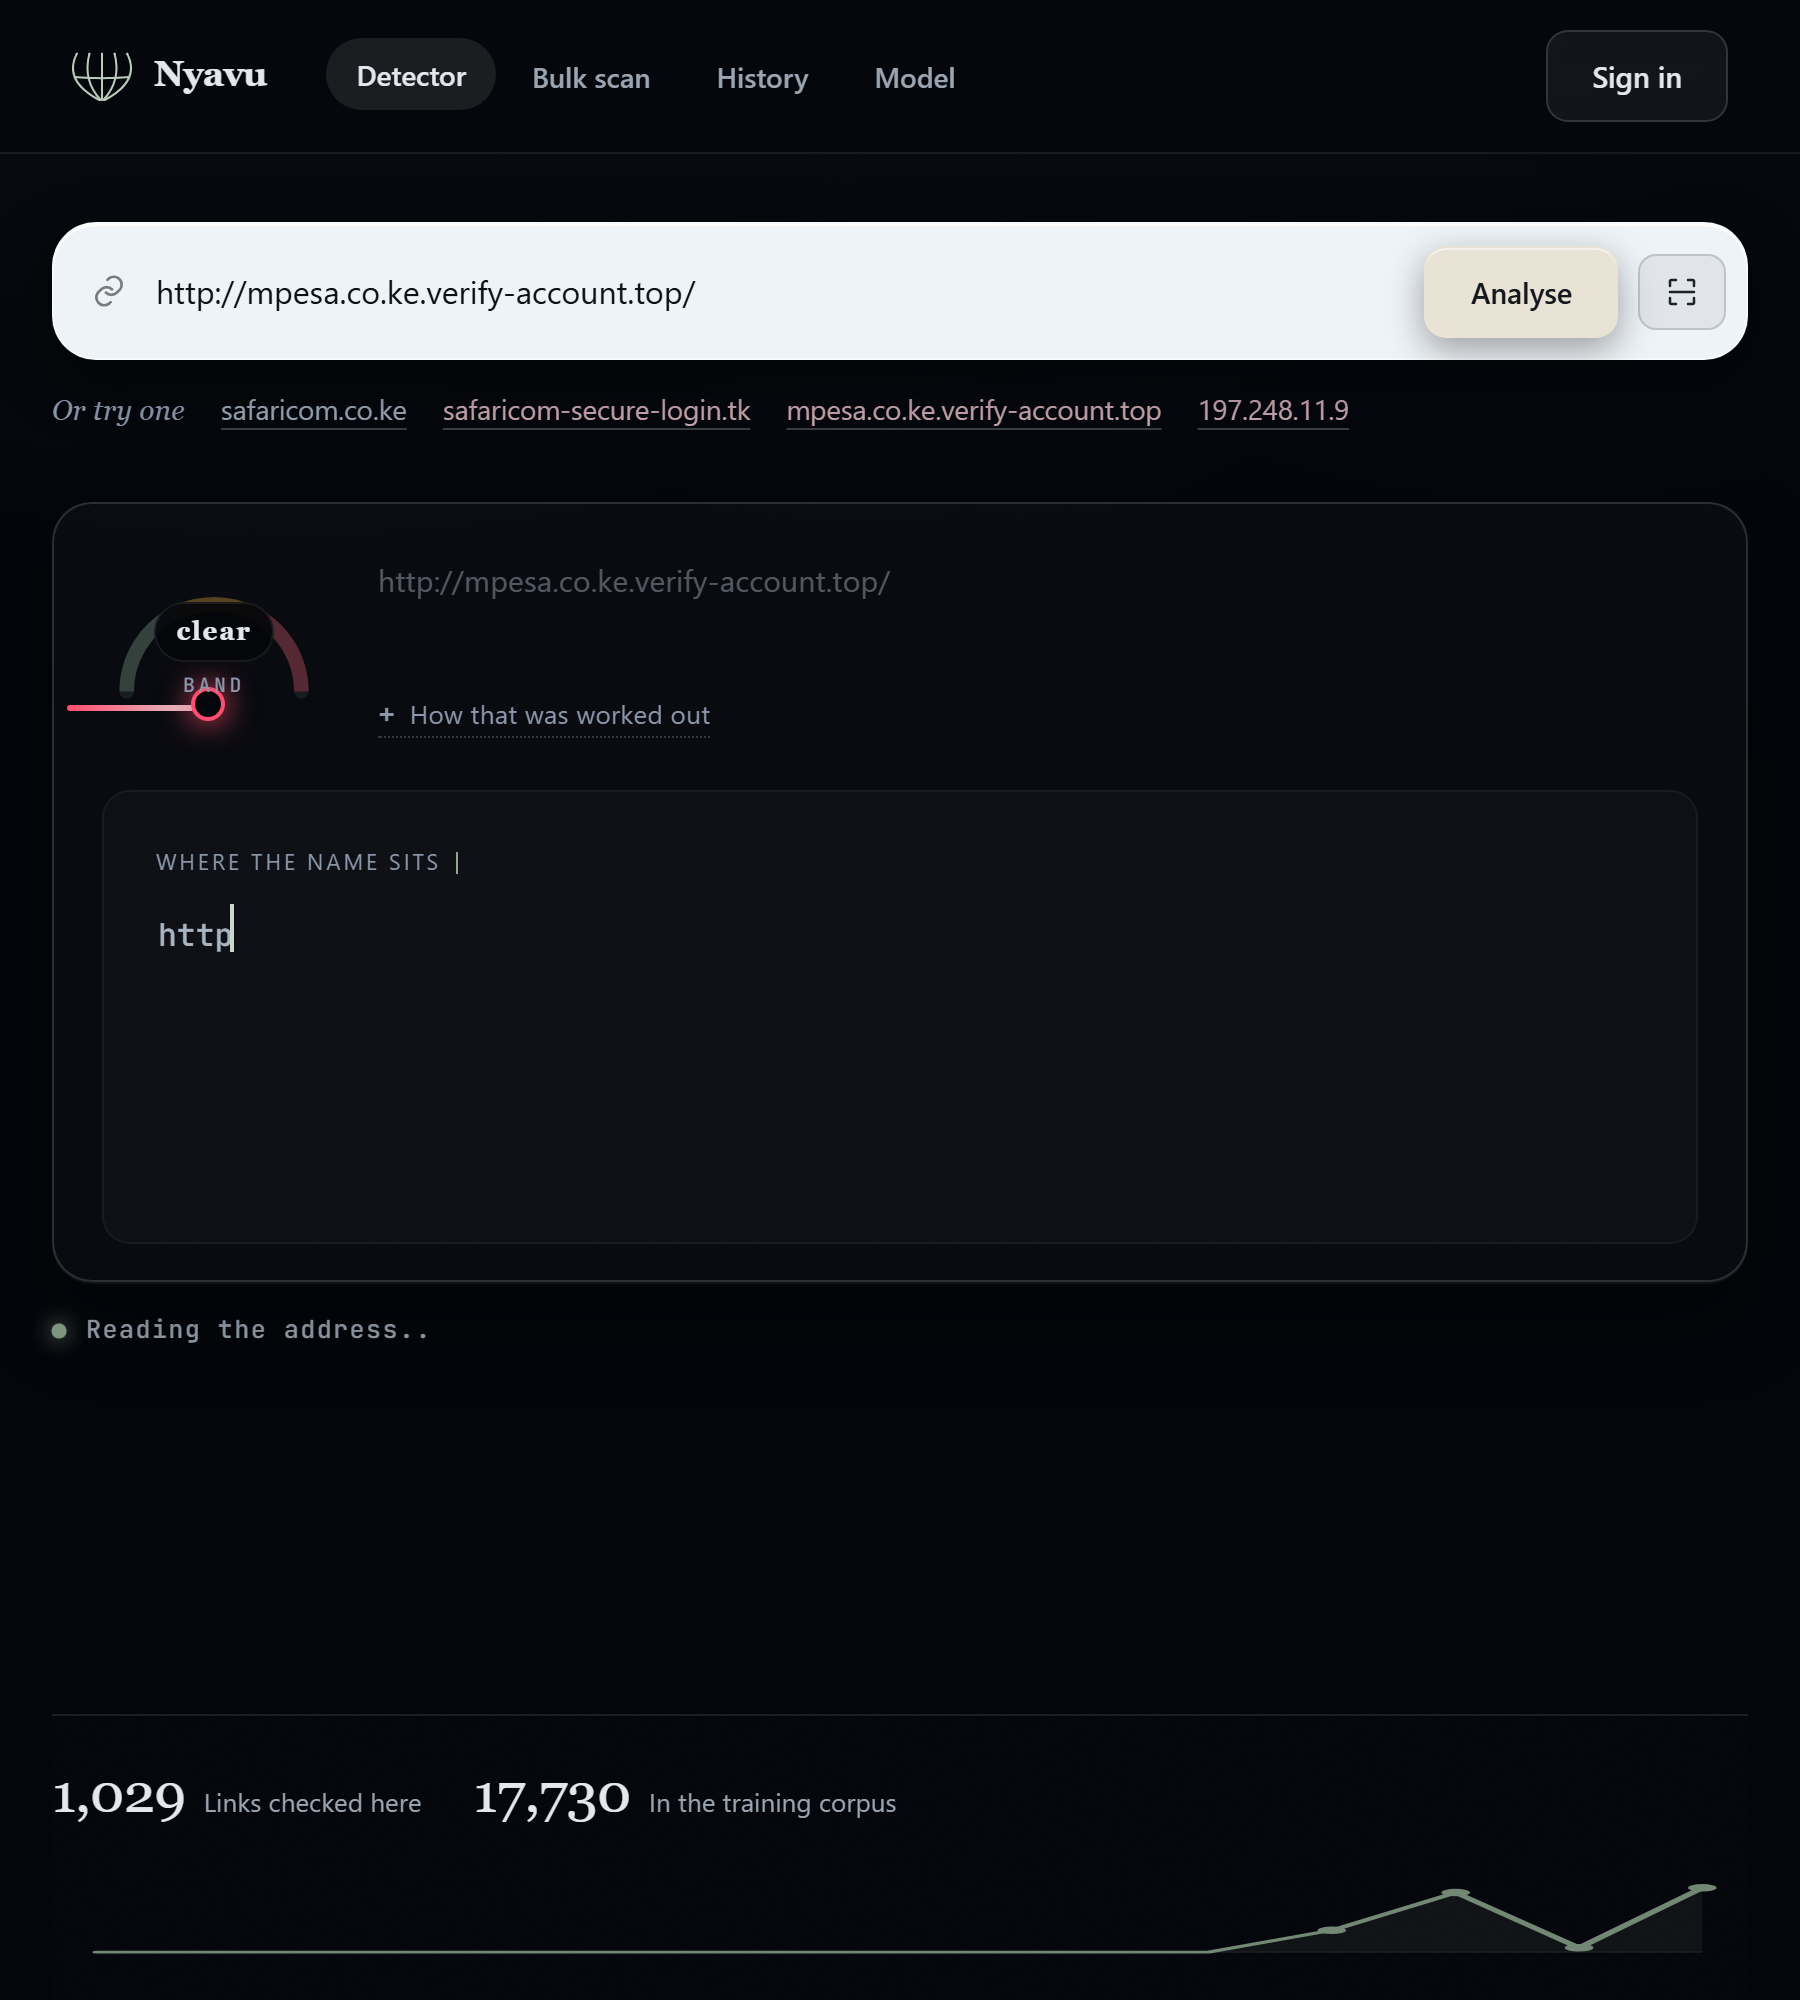 Nyavu
Detector
Bulk scan
History
Model
Sign in
http://mpesa.co.ke.verify-account.top/
Analyse
Or try one
safaricom.co.ke
safaricom-secure-login.tk
mpesa.co.ke.verify-account.top
197.248.11.9
http://mpesa.co.ke.verify-account.top/
clear
BAND
+ How that was worked out
WHERE THE NAME SITS
http
Reading the address..
1,029 Links checked here
17,730 In the training corpus